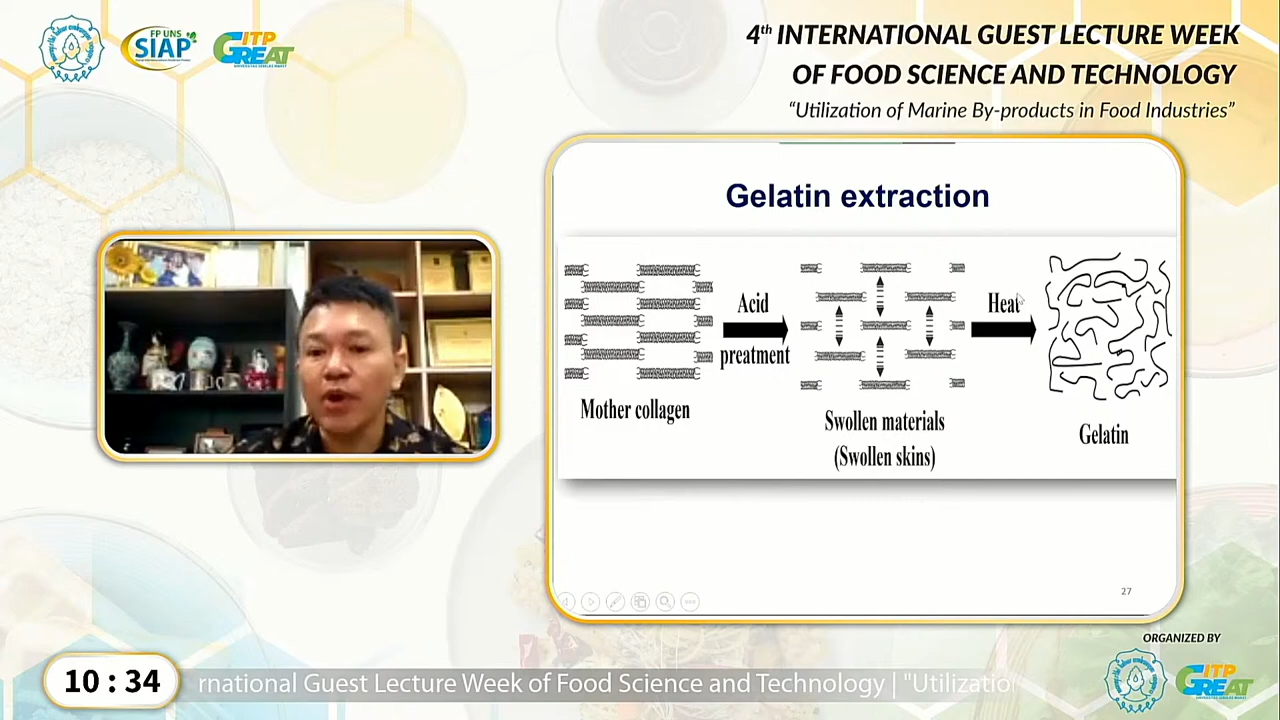 FP UNS
SIAP
ITP
GREAT
4th INTERNATIONAL GUEST LECTURE WEEK
OF FOOD SCIENCE AND TECHNOLOGY
“Utilization of Marine By-products in Food Industries”
Gelatin extraction
Acid
preatment
Heat
Mother collagen
Swollen materials
(Swollen skins)
Gelatin
27
ORGANIZED BY
10 : 34
rnational Guest Lecture Week of Food Science and Technology | "Utilizatio
ITP
GREAT